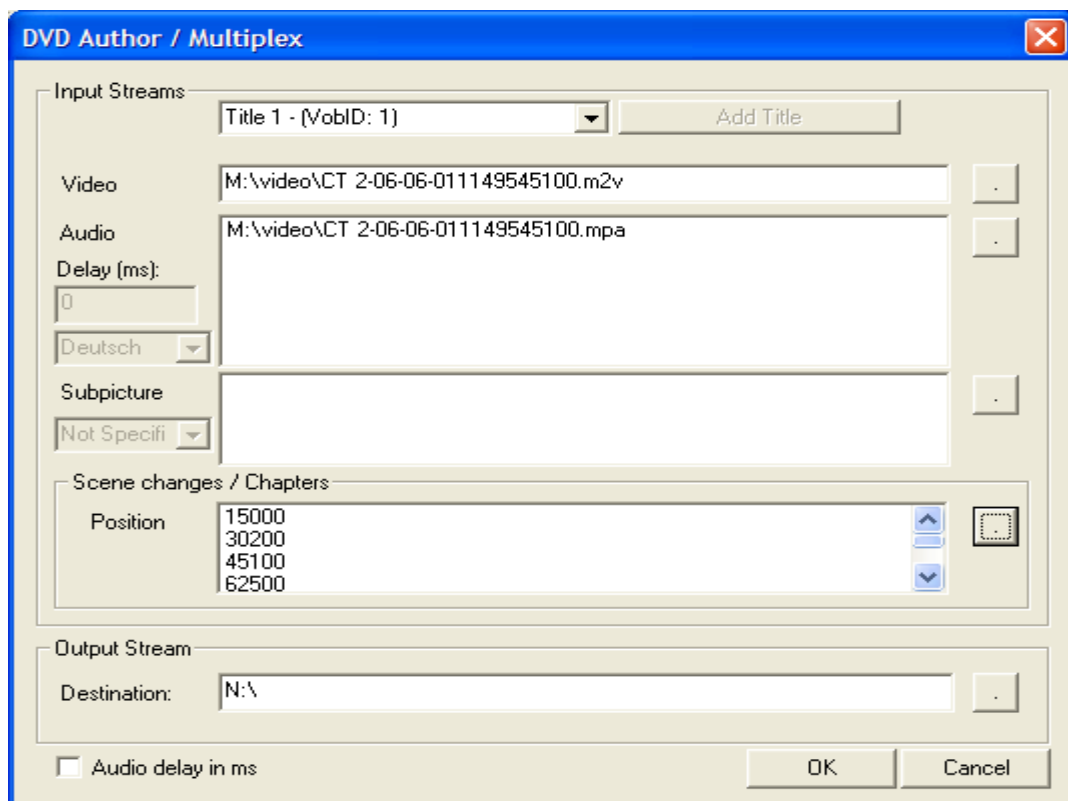 DVD Author / Multiplex
Input Streams
Title 1 - (VobID: 1)
Add Title
Video
M:\video\CT 2-06-06-011149545100.m2v
.
Audio
M:\video\CT 2-06-06-011149545100.mpa
.
Delay (ms):
0
Deutsch
Subpicture
.
Not Specifi
Scene changes / Chapters
Position
15000
30200
45100
62500
.
Output Stream
Destination:
N:\
.
Audio delay in ms
OK
Cancel